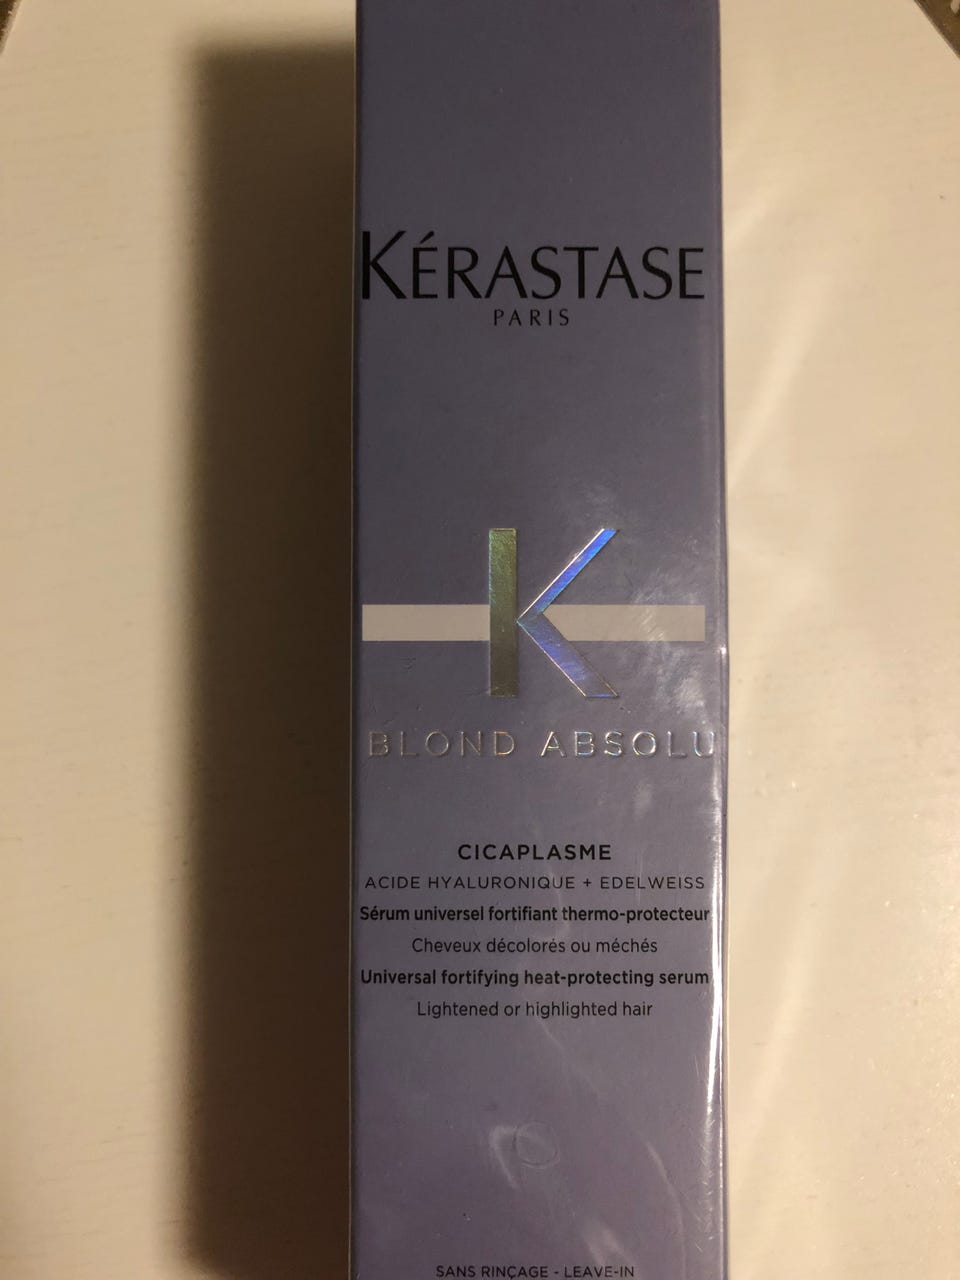 KÉRASTASE
PARIS
K
BLOND ABSOLU
CICAPLASME
ACIDE HYALURONIQUE + EDELWEISS
Sérum universel fortifiant thermo-protecteur
Cheveux décolorés ou méchés
Universal fortifying heat-protecting serum
Lightened or highlighted hair
SANS RINÇAGE - LEAVE-IN